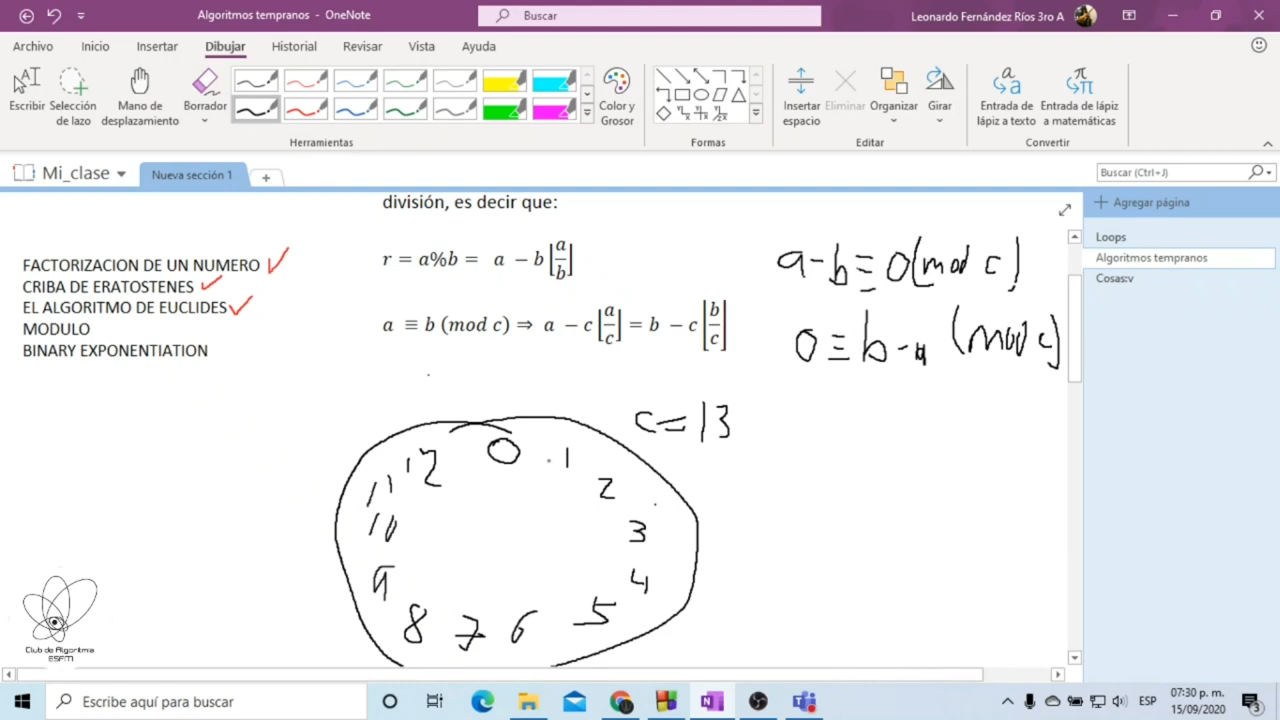 Algoritmos tempranos - OneNote
Buscar
Leonardo Fernández Ríos 3ro A
Archivo
Inicio
Insertar
Dibujar
Historial
Revisar
Vista
Ayuda
Escribir
Selección de lazo
Mano de desplazamiento
Borrador
Color y Grosor
Insertar espacio
Eliminar
Organizar
Girar
Entrada de lápiz a texto
Entrada de lápiz a matemáticas
Herramientas
Formas
Editar
Convertir
Mi_clase
Nueva sección 1
Buscar (Ctrl+J)
Agregar página
Loops
Algoritmos tempranos
Cosas:v
división, es decir que:
FACTORIZACION DE UN NUMERO
CRIBA DE ERATOSTENES
EL ALGORITMO DE EUCLIDES
MODULO
BINARY EXPONENTIATION
r = a%b = a − b⌊a/b⌋
a ≡ b (mod c) ⇒ a − c⌊a/c⌋ = b − c⌊b/c⌋
a-b≡0(mod c)
0≡b-a (mod c)
c=13
0
1
2
3
4
5
6
7
8
9
10
11
12
Club de Algoritmia
ESFM
Escribe aquí para buscar
ESP
07:30 p. m.
15/09/2020
3